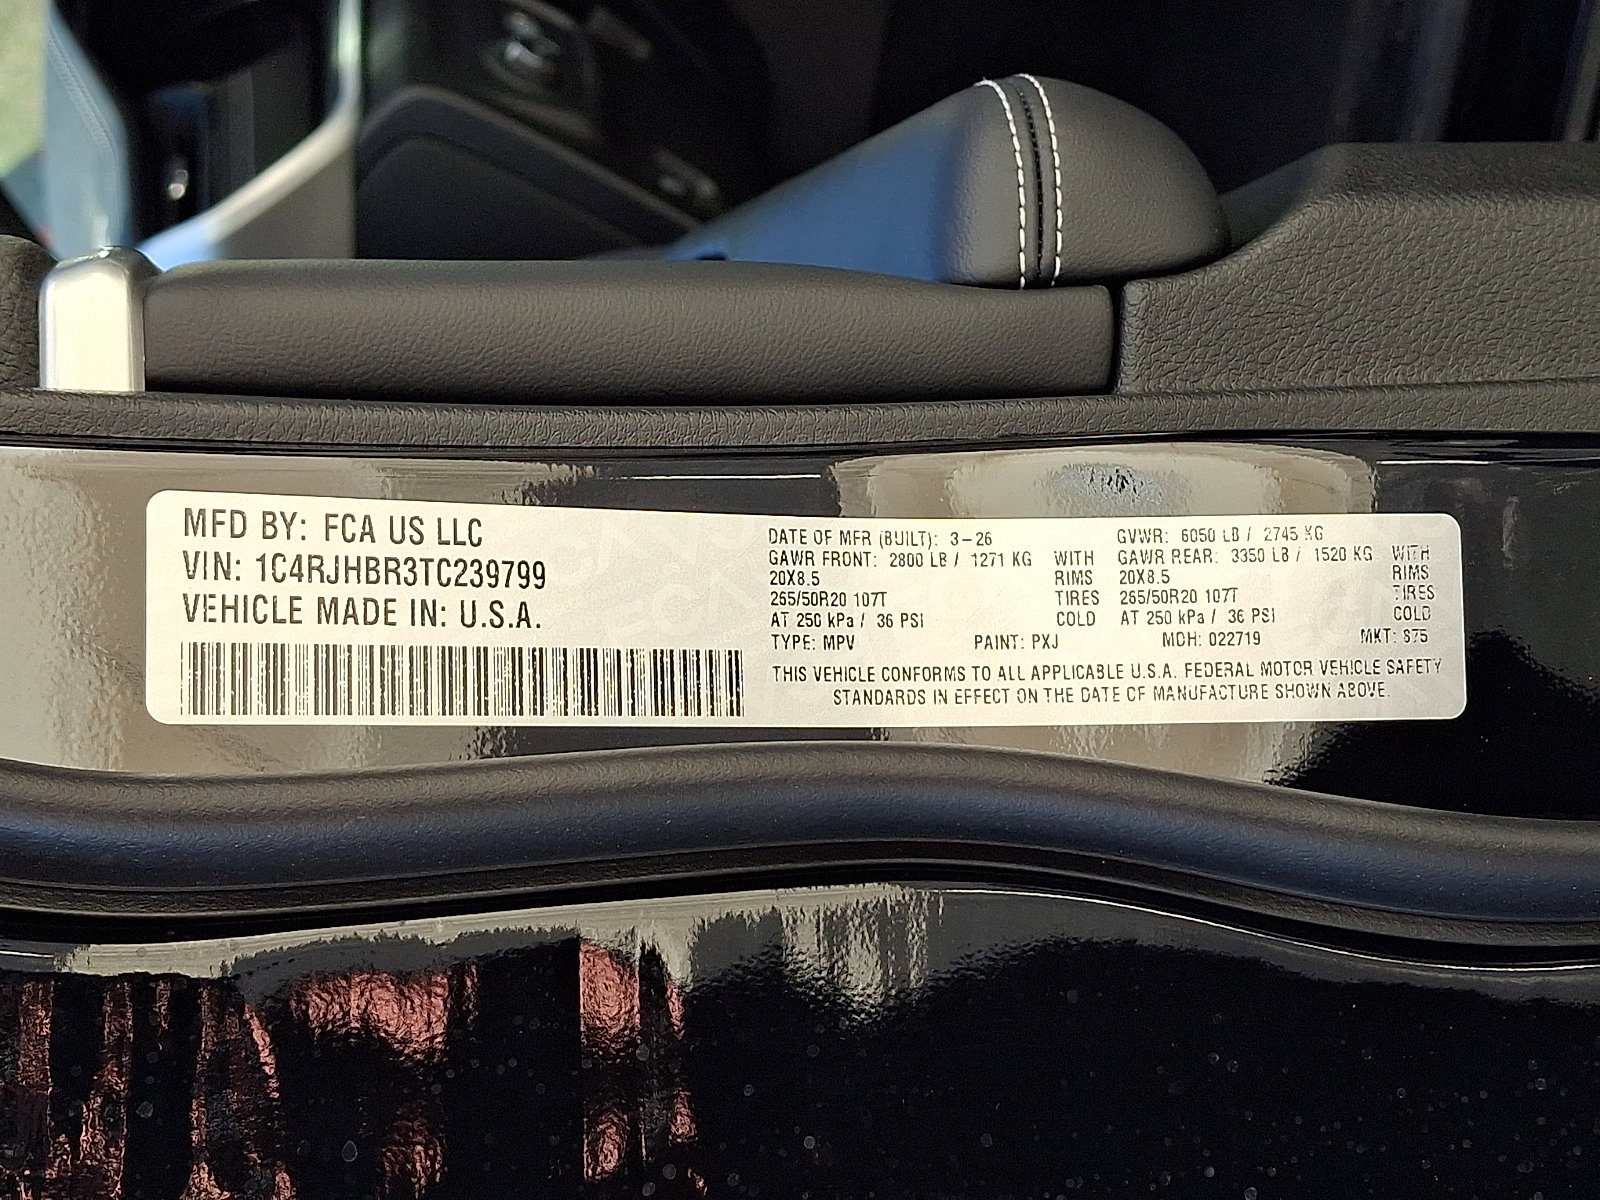 MFD BY: FCA US LLC
VIN: 1C4RJHBR3TC239799
VEHICLE MADE IN: U.S.A.
DATE OF MFR (BUILT): 3-26 GVWR: 6050 LB / 2745 KG
GAWR FRONT: 2800 LB / 1271 KG WITH GAWR REAR: 3350 LB / 1520 KG WITH
20X8.5 RIMS 20X8.5 RIMS
265/50R20 107T TIRES 265/50R20 107T TIRES
AT 250 kPa / 36 PSI COLD AT 250 kPa / 36 PSI COLD
TYPE: MPV PAINT: PXJ MDH: 022719 MKT:
THIS VEHICLE CONFORMS TO ALL APPLICABLE U.S.A. FEDERAL MOTOR VEHICLE SAFETY
STANDARDS IN EFFECT ON THE DATE OF MANUFACTURE SHOWN ABOVE.